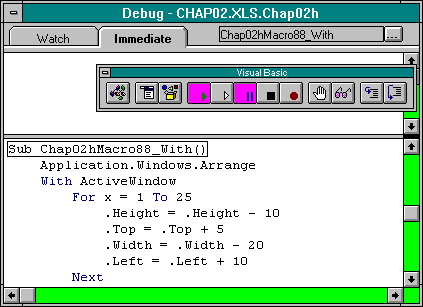 Debug - CHAP02.XLS.Chap02h
Watch
Immediate
Chap02hMacro88_With
...
Visual Basic
Sub Chap02hMacro88_With()
Application.Windows.Arrange
With ActiveWindow
For x = 1 To 25
.Height = .Height - 10
.Top = .Top + 5
.Width = .Width - 20
.Left = .Left + 10
Next